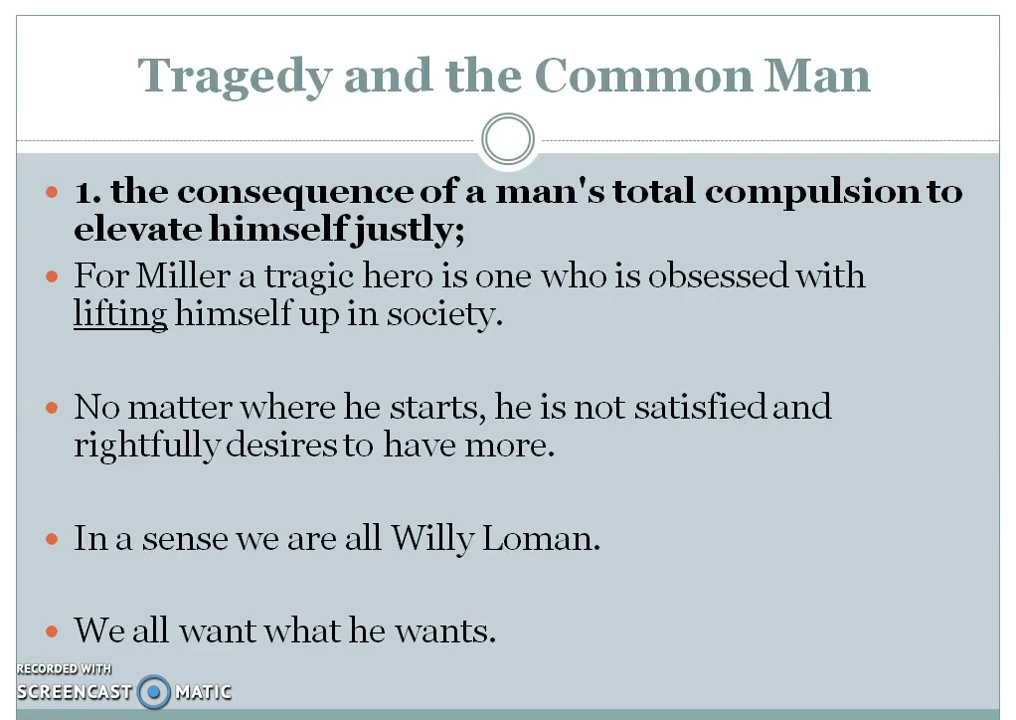 Tragedy and the Common Man
1. the consequence of a man's total compulsion to
elevate himself justly;
For Miller a tragic hero is one who is obsessed with
lifting himself up in society.
No matter where he starts, he is not satisfied and
rightfully desires to have more.
In a sense we are all Willy Loman.
We all want what he wants.
RECORDED WITH
SCREENCAST MATIC